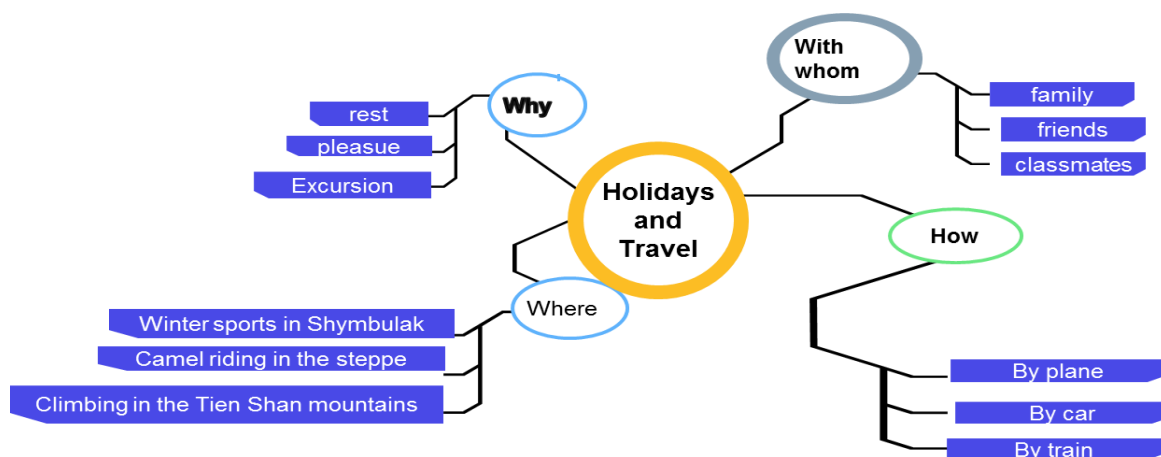 Holidays
and
Travel
Why
rest
pleasue
Excursion
With
whom
family
friends
classmates
Where
Winter sports in Shymbulak
Camel riding in the steppe
Climbing in the Tien Shan mountains
How
By plane
By car
By train